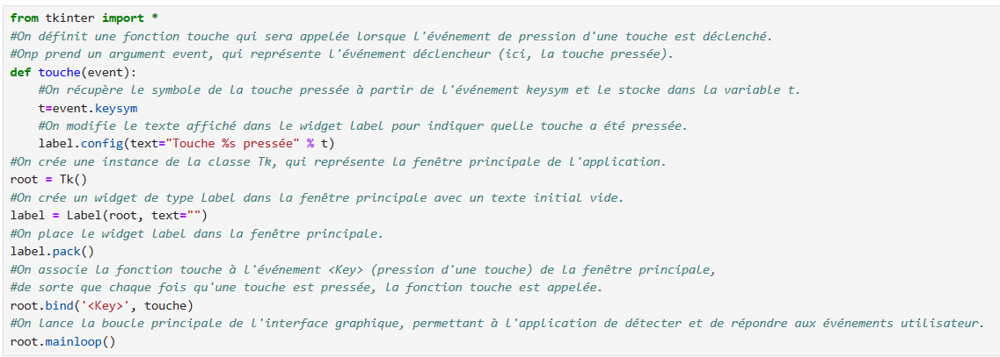 from tkinter import *
#On définit une fonction touche qui sera appelée lorsque l'événement de pression d'une touche est déclenché.
#Onp prend un argument event, qui représente l'événement déclencheur (ici, la touche pressée).
def touche(event):
    #On récupère le symbole de la touche pressée à partir de l'événement keysym et le stocke dans la variable t.
    t=event.keysym
    #On modifie le texte affiché dans le widget label pour indiquer quelle touche a été pressée.
    label.config(text="Touche %s pressée" % t)
#On crée une instance de la classe Tk, qui représente la fenêtre principale de l'application.
root = Tk()
#On crée un widget de type Label dans la fenêtre principale avec un texte initial vide.
label = Label(root, text="")
#On place le widget label dans la fenêtre principale.
label.pack()
#On associe la fonction touche à l'événement <Key> (pression d'une touche) de la fenêtre principale,
#de sorte que chaque fois qu'une touche est pressée, la fonction touche est appelée.
root.bind('<Key>', touche)
#On lance la boucle principale de l'interface graphique, permettant à l'application de détecter et de répondre aux événements utilisateur.
root.mainloop()